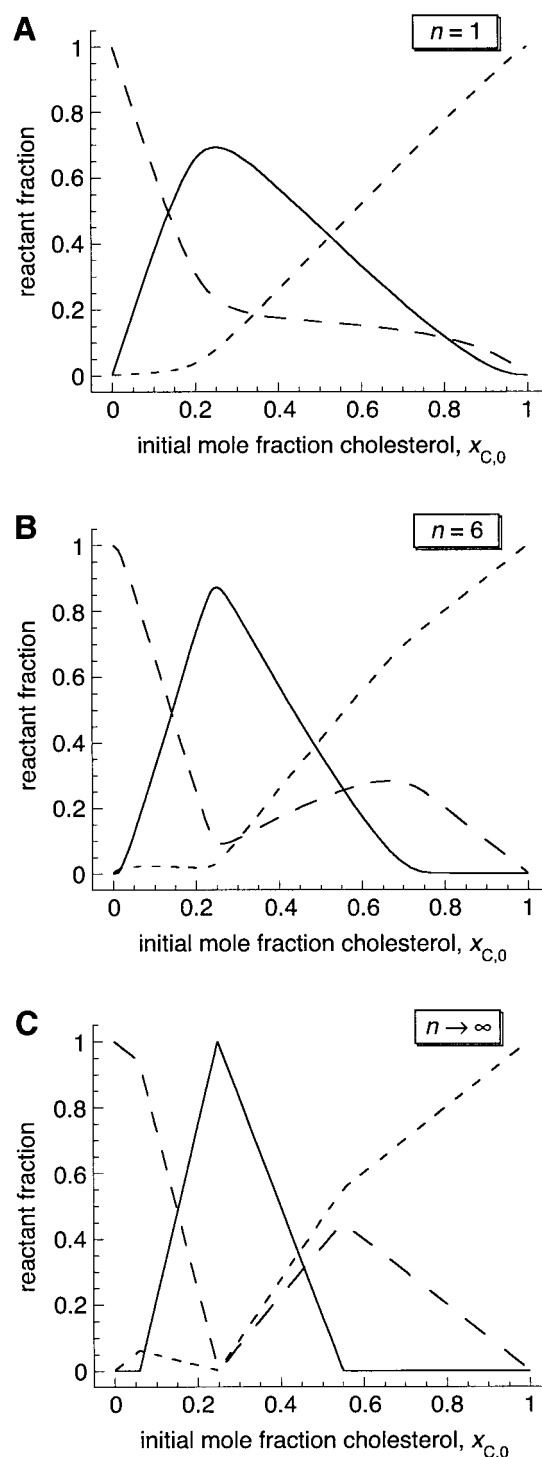 A
n = 1
1
0.8
0.6
0.4
0.2
0
reactant fraction
0 0.2 0.4 0.6 0.8 1
initial mole fraction cholesterol, xC,0
B
n = 6
1
0.8
0.6
0.4
0.2
0
reactant fraction
0 0.2 0.4 0.6 0.8 1
initial mole fraction cholesterol, xC,0
C
n → ∞
1
0.8
0.6
0.4
0.2
0
reactant fraction
0 0.2 0.4 0.6 0.8 1
initial mole fraction cholesterol, xC,0